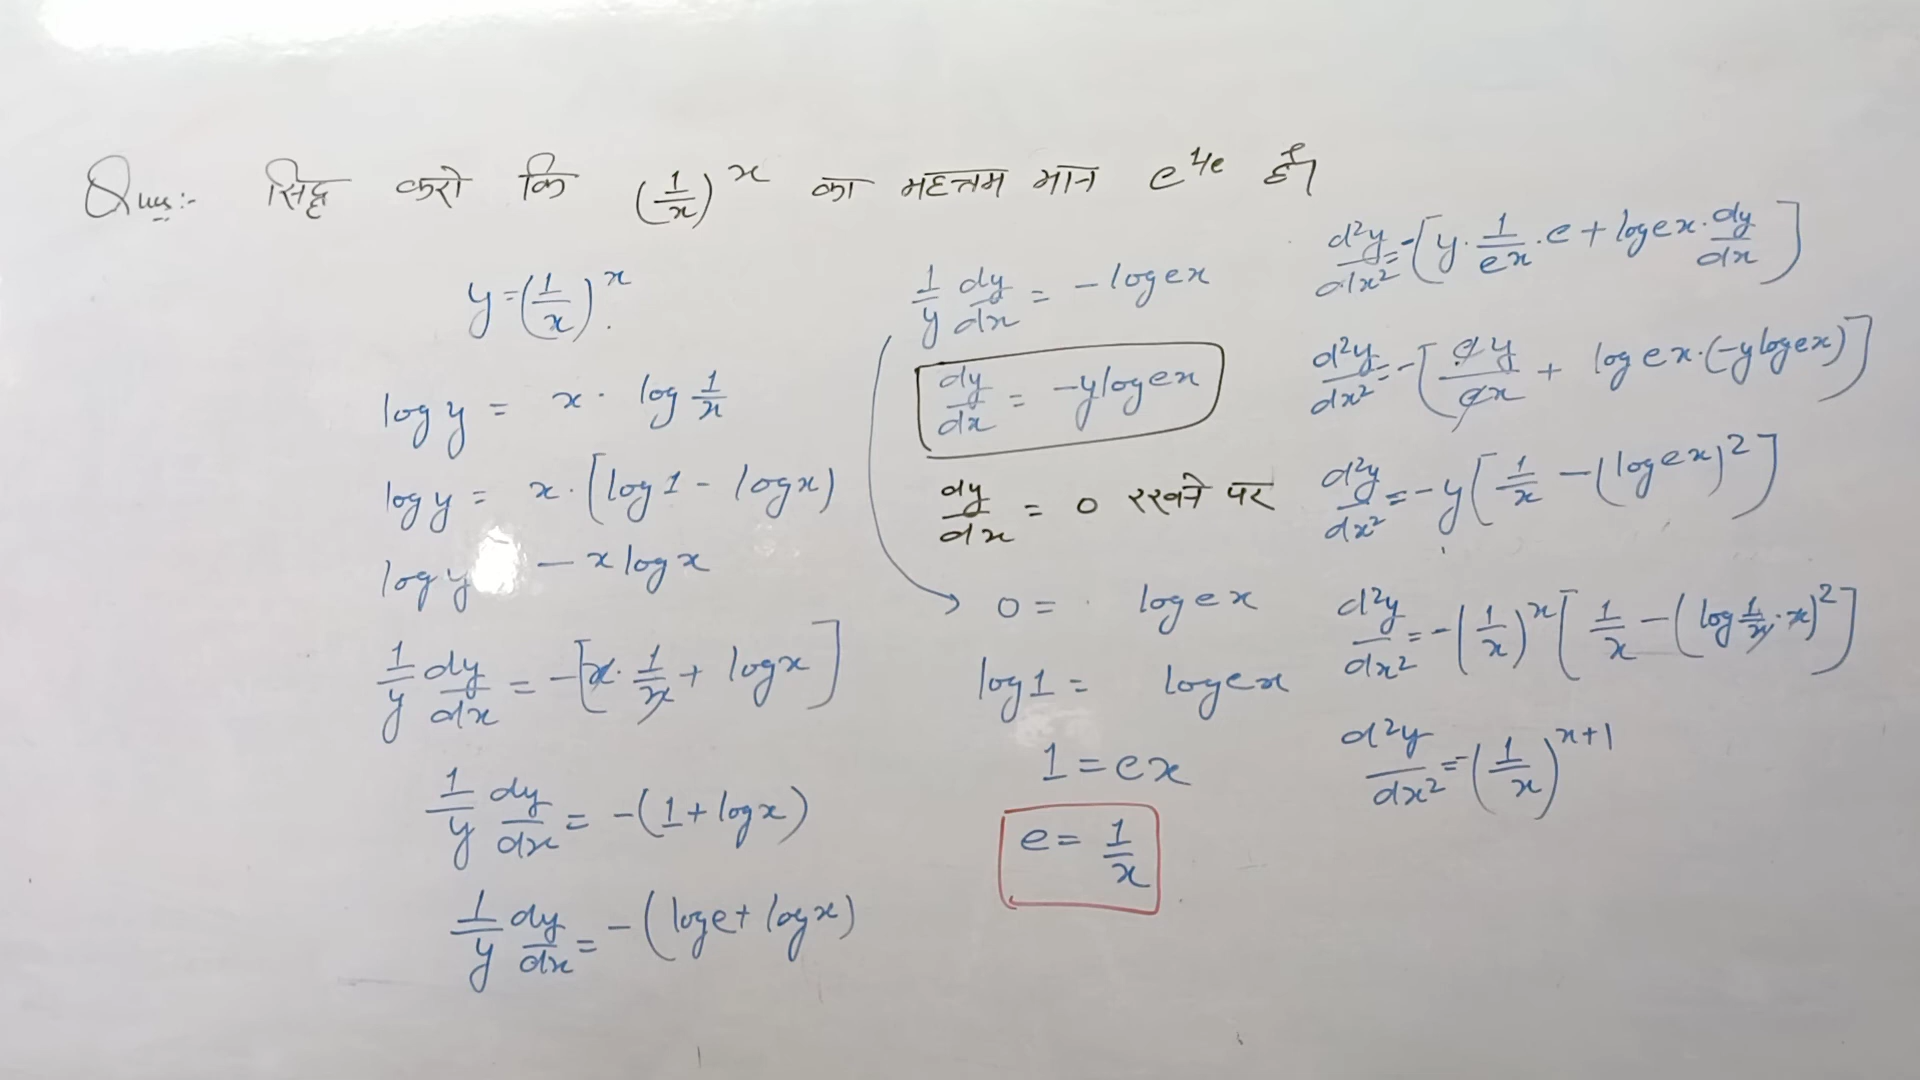 Ques:- सिद्ध करो कि (1/x)^x का महत्तम मान e^1/e है।
y = (1/x)^x.
log y = x · log 1/x
log y = x · [log 1 - log x)
log y - x log x
1/y dy/dx = -[x · 1/x + log x]
1/y dy/dx = -(1 + log x)
1/y dy/dx = -(log e + log x)
1/y dy/dx = - log ex
dy/dx = -y log ex
dy/dx = 0 रखने पर
0 = log ex
log 1 = log ex
1 = ex
e = 1/x
d²y/dx² = -[y · 1/ex · e + log ex · dy/dx]
d²y/dx² = -[ey/ex + log ex · (-y log ex)]
d²y/dx² = -y[1/x - (log ex)²]
d²y/dx² = -(1/x)^x [1/x - (log 1/x · x)²]
d²y/dx² = -(1/x)^x+1